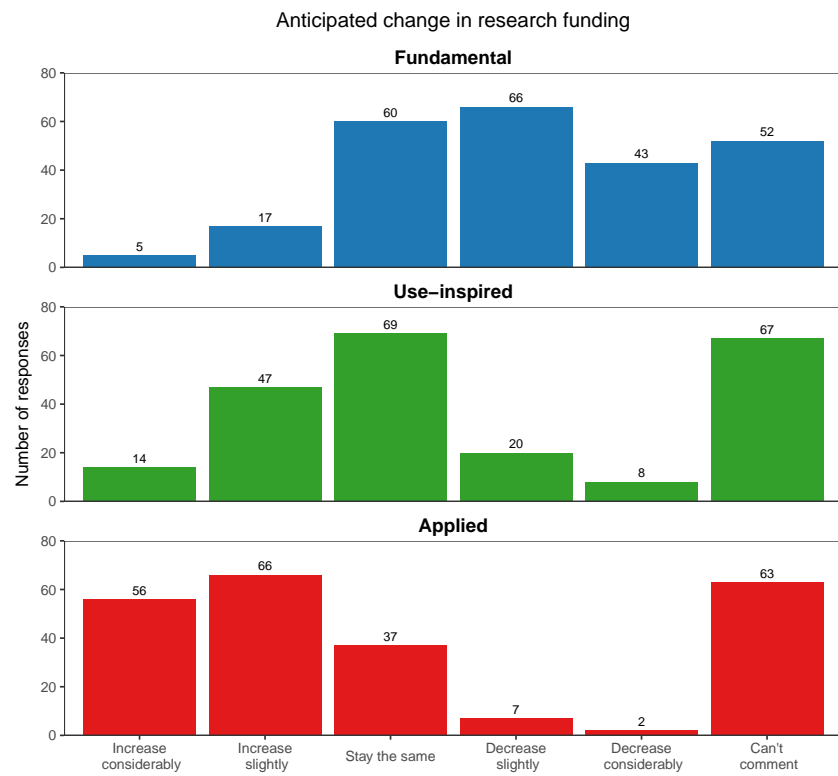 Anticipated change in research funding
Fundamental
80
60
40
20
0
5
17
60
66
43
52
Use−inspired
Number of responses
80
60
40
20
0
14
47
69
20
8
67
Applied
80
60
40
20
0
56
66
37
7
2
63
Increase
considerably
Increase
slightly
Stay the same
Decrease
slightly
Decrease
considerably
Can't
comment